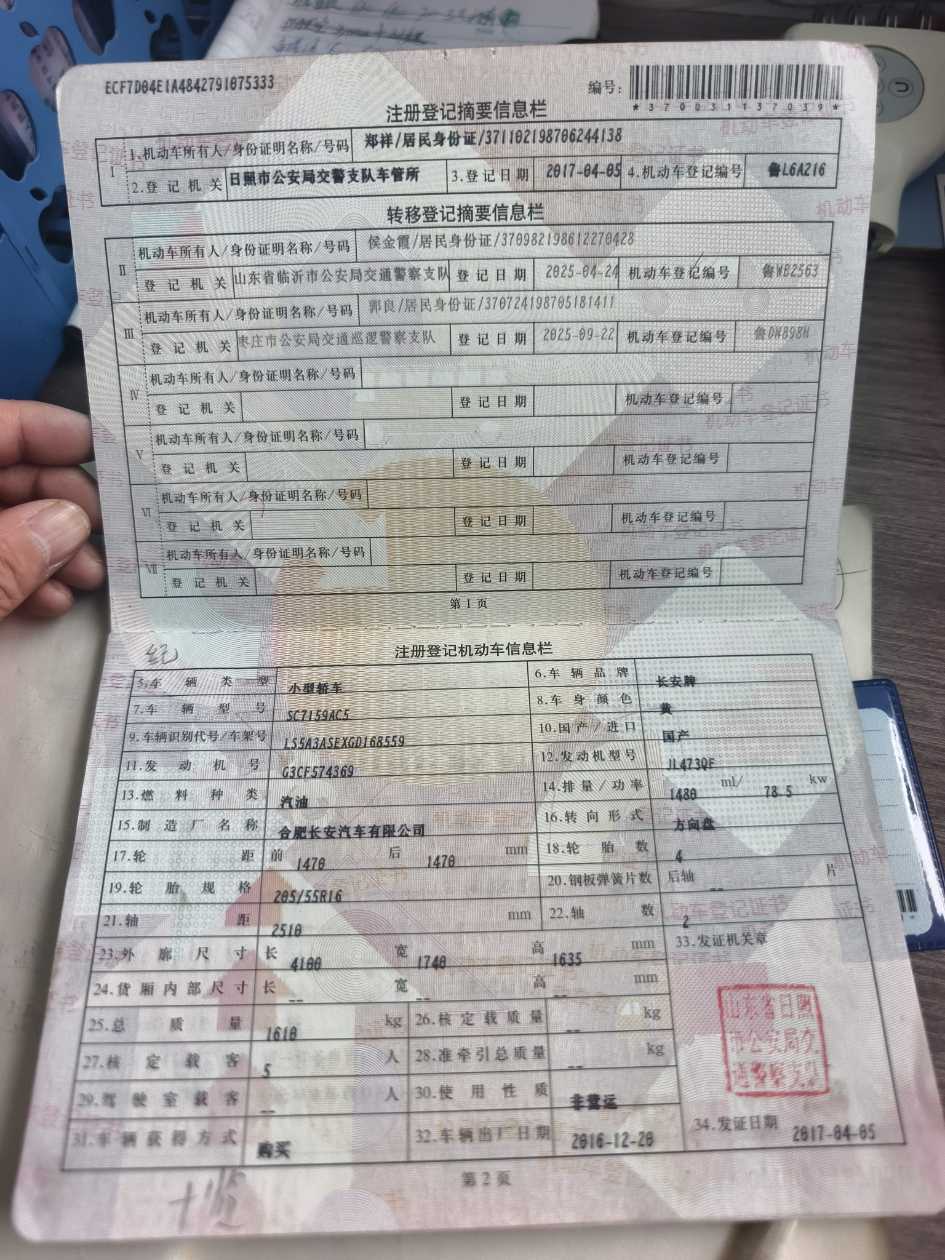 ECF7D04E1A4842791075333
编号:
*370031137039*
注册登记摘要信息栏
I
1.机动车所有人/身份证明名称/号码 郑祥/居民身份证/371102198706244138
2.登记机关 日照市公安局交警支队车管所 3.登记日期 2017-04-05 4.机动车登记编号 鲁L6A216
转移登记摘要信息栏
II 机动车所有人/身份证明名称/号码 侯金霞/居民身份证/370982198612270428
登记机关 山东省临沂市公安局交通警察支队 登记日期 2025-04-24 机动车登记编号 鲁WB2563
III 机动车所有人/身份证明名称/号码 郭良/居民身份证/370724198705181411
登记机关 枣庄市公安局交通巡逻警察支队 登记日期 2025-09-22 机动车登记编号 鲁DW898N
IV 机动车所有人/身份证明名称/号码
登记机关 登记日期 机动车登记编号
V 机动车所有人/身份证明名称/号码
登记机关 登记日期 机动车登记编号
VI 机动车所有人/身份证明名称/号码
登记机关 登记日期 机动车登记编号
VII 机动车所有人/身份证明名称/号码
登记机关 登记日期 机动车登记编号
第 1 页
注册登记机动车信息栏
5.车辆类型 小型轿车 6.车辆品牌 长安牌
7.车辆型号 SC7159AC5 8.车身颜色 黄
9.车辆识别代号/车架号 LS5A3ASEXGD168559 10.国产/进口 国产
11.发动机号 G3CF574369 12.发动机型号 JL473QF
13.燃料种类 汽油 14.排量/功率 1480 ml/ 78.5 kw
15.制造厂名称 合肥长安汽车有限公司 16.转向形式 方向盘
17.轮距 前 1470 后 1470 mm 18.轮胎数 4
19.轮胎规格 205/55R16 20.钢板弹簧片数 后轴 -- 片
21.轴距 2510 mm 22.轴数 2
23.外廓尺寸 长 4100 宽 1740 高 1635 mm 33.发证机关章
24.货厢内部尺寸 长 -- 宽 -- 高 -- mm
25.总质量 1610 kg 26.核定载质量 -- kg
27.核定载客 5 人 28.准牵引总质量 -- kg
29.驾驶室载客 -- 人 30.使用性质 非营运
山东省日照
市公安局交
通警察支队
31.车辆获得方式 购买 32.车辆出厂日期 2016-12-20 34.发证日期 2017-04-05
第 2 页